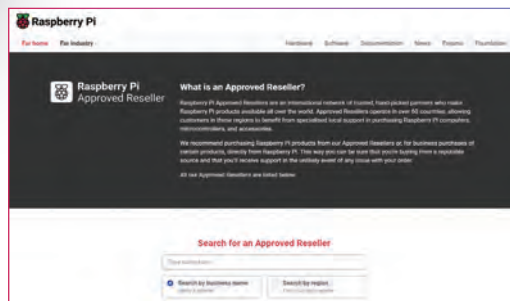 Raspberry Pi
For home For industry Hardware Software Documentation News Forums Foundation
Raspberry Pi
Approved Reseller
What is an Approved Reseller?
Raspberry Pi Approved Resellers are an international network of trusted, hand-picked partners who make
Raspberry Pi products available all over the world. Approved Resellers operate in over 60 countries, allowing
customers in those regions to benefit from specialised local support in purchasing Raspberry Pi computers,
microcontrollers, and accessories.
We recommend purchasing Raspberry Pi products from our Approved Resellers or, for business purchases of
certain products, directly from Raspberry Pi. This way you can be sure that you're buying from a reputable
source and that you'll receive support in the unlikely event of any issue with your order.
All our Approved Resellers are listed below.
Search for an Approved Reseller
Search by business name
Search by region